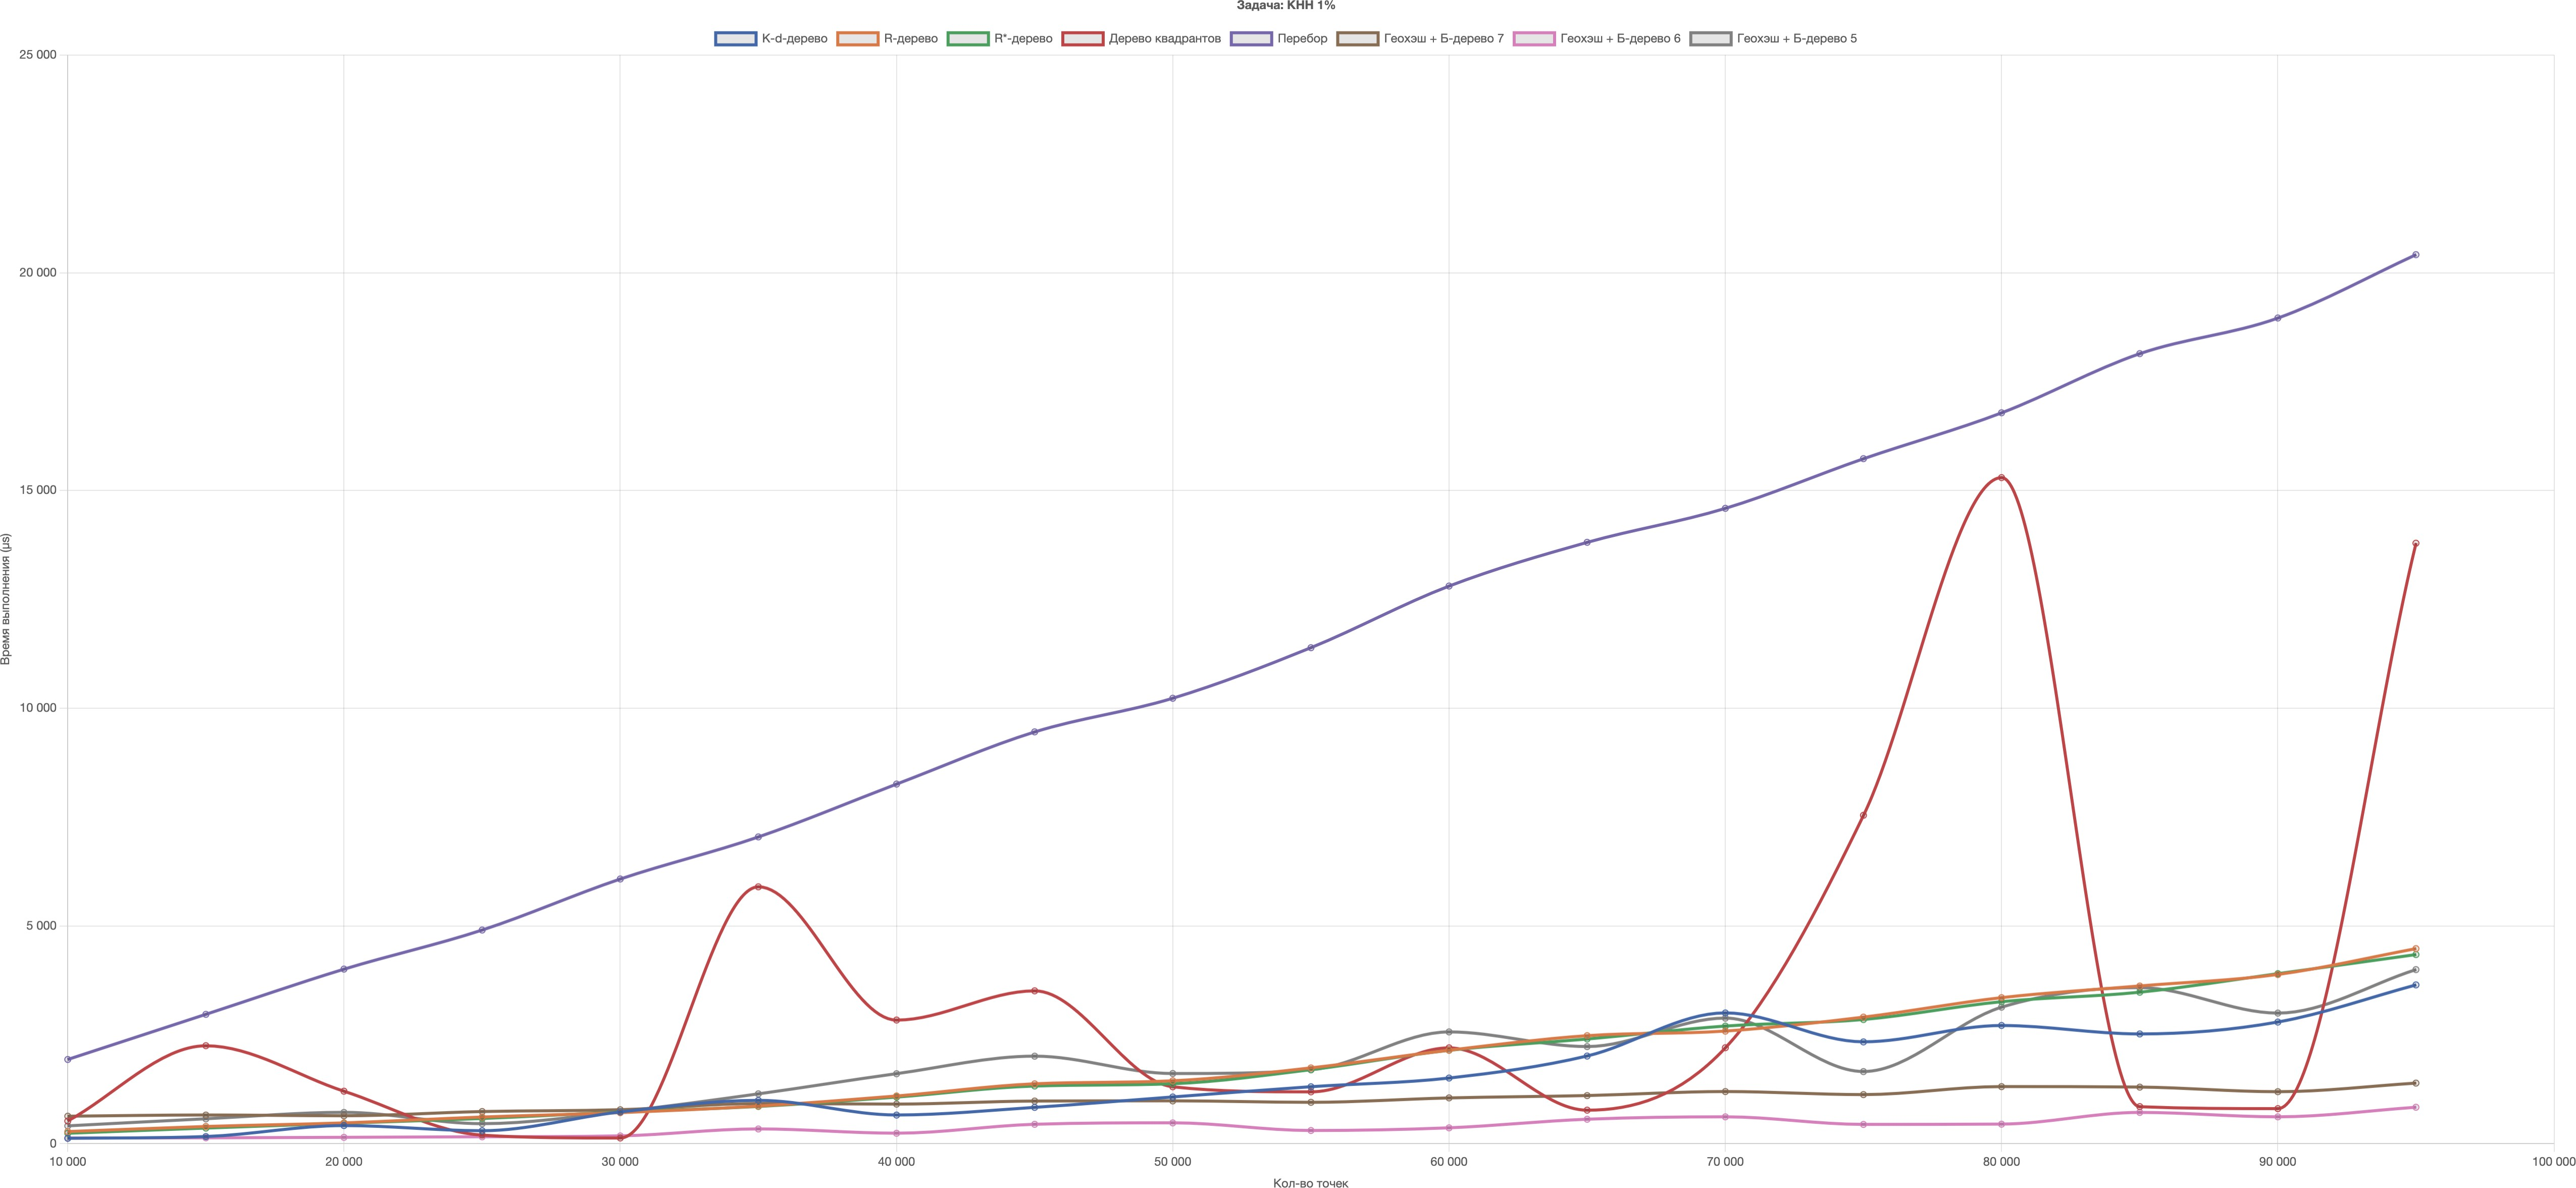 Задача: КНН 1%
К-d-дерево R-дерево R*-дерево Дерево квадрантов Перебор Геохэш + Б-дерево 7 Геохэш + Б-дерево 6 Геохэш + Б-дерево 5
25 000
20 000
15 000
10 000
5 000
0
Время выполнения (μs)
10 000 20 000 30 000 40 000 50 000 60 000 70 000 80 000 90 000 100 000
Кол-во точек